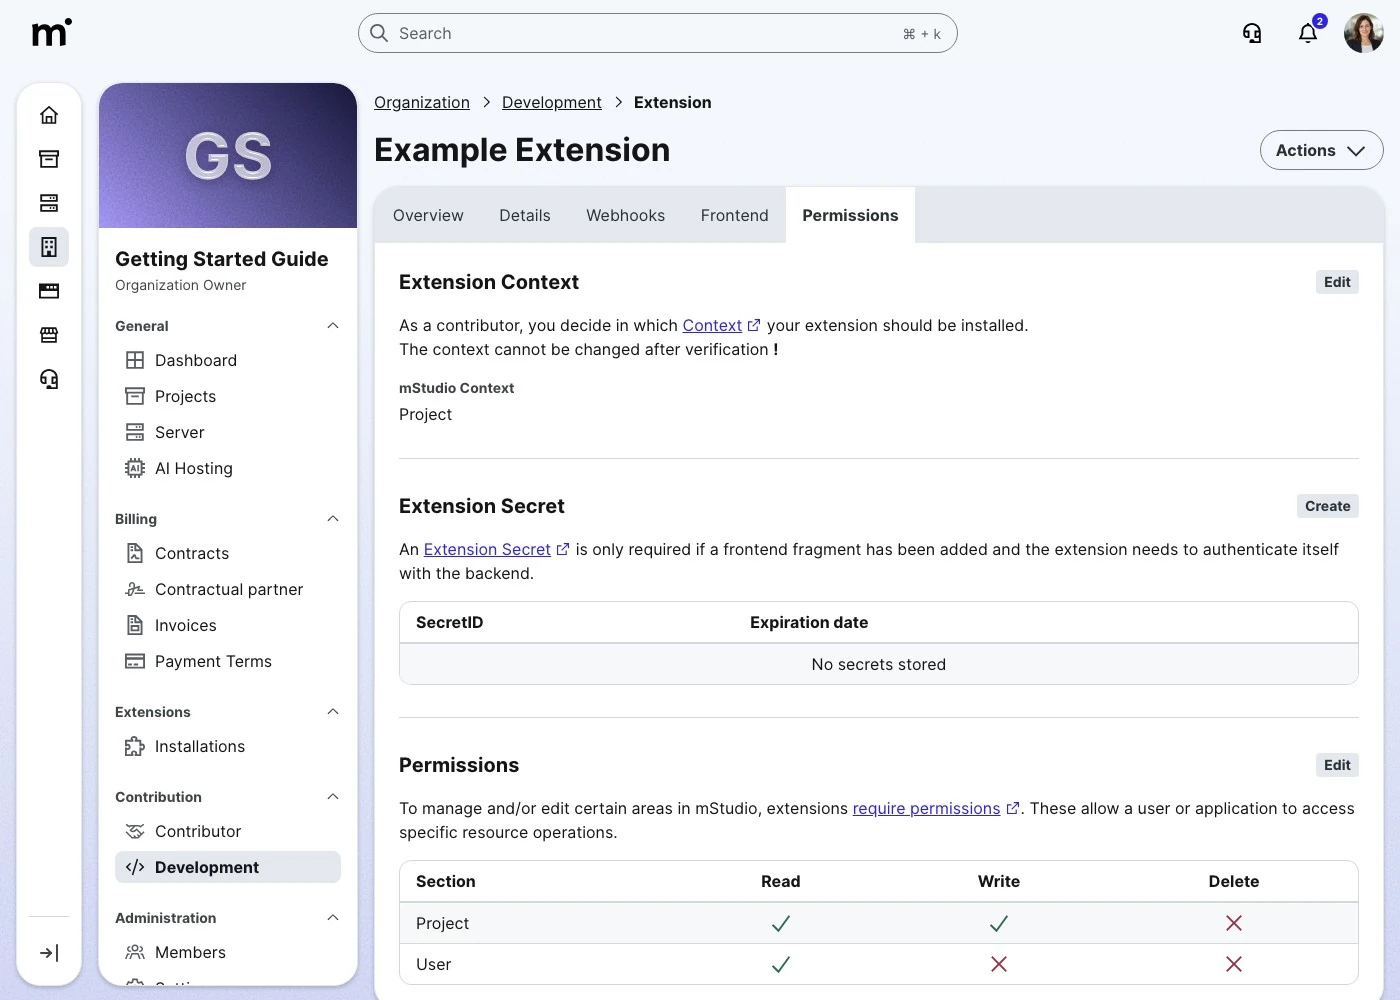 m
Search
⌘ + k
2
GS
Getting Started Guide
Organization Owner
General
Dashboard
Projects
Server
AI Hosting
Billing
Contracts
Contractual partner
Invoices
Payment Terms
Extensions
Installations
Contribution
Contributor
Development
Administration
Members
Organization > Development > Extension
Example Extension
Actions
Overview Details Webhooks Frontend Permissions
Extension Context
Edit
As a contributor, you decide in which Context your extension should be installed.
The context cannot be changed after verification !
mStudio Context
Project
Extension Secret
Create
An Extension Secret is only required if a frontend fragment has been added and the extension needs to authenticate itself
with the backend.
SecretID Expiration date
No secrets stored
Permissions
Edit
To manage and/or edit certain areas in mStudio, extensions require permissions. These allow a user or application to access
specific resource operations.
Section Read Write Delete
Project
User